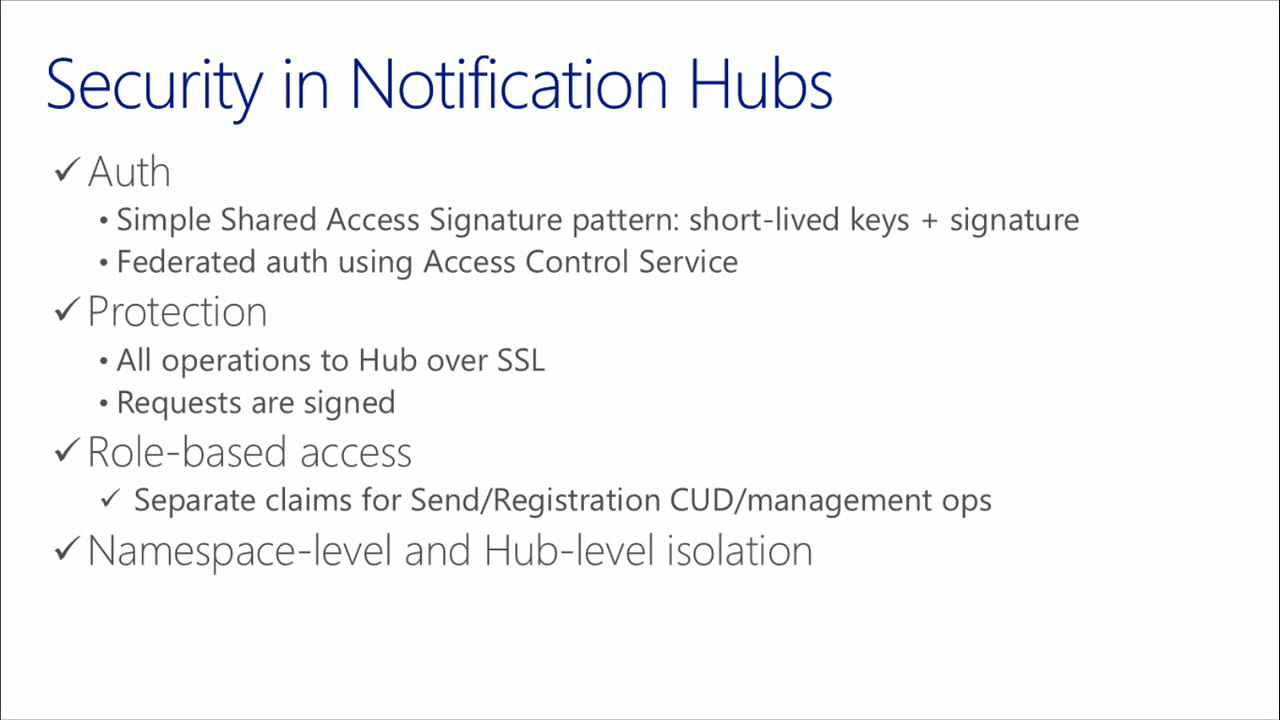 Security in Notification Hubs
✓ Auth
• Simple Shared Access Signature pattern: short-lived keys + signature
• Federated auth using Access Control Service
✓ Protection
• All operations to Hub over SSL
• Requests are signed
✓ Role-based access
✓ Separate claims for Send/Registration CUD/management ops
✓ Namespace-level and Hub-level isolation